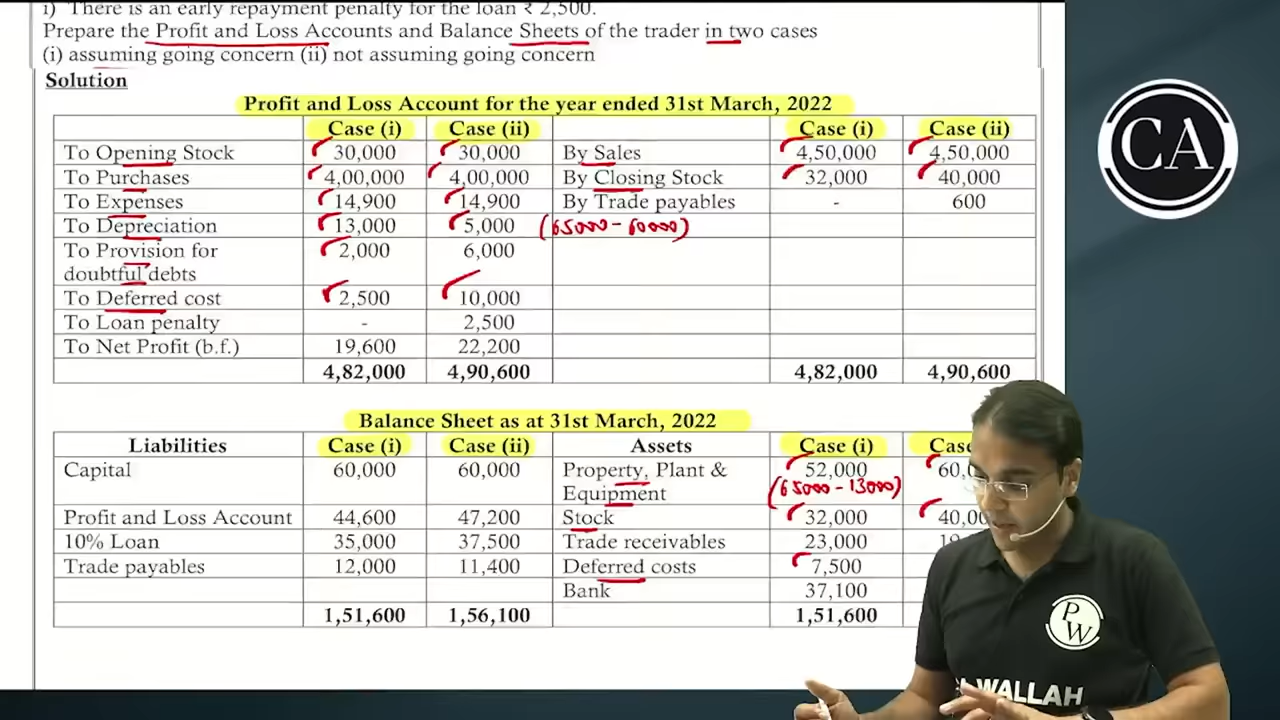 i) There is an early repayment penalty for the loan ₹ 2,500.
Prepare the Profit and Loss Accounts and Balance Sheets of the trader in two cases
(i) assuming going concern (ii) not assuming going concern
Solution
Profit and Loss Account for the year ended 31st March, 2022
Case (i) Case (ii) Case (i) Case (ii)
To Opening Stock 30,000 30,000 By Sales 4,50,000 4,50,000
To Purchases 4,00,000 4,00,000 By Closing Stock 32,000 40,000
To Expenses 14,900 14,900 By Trade payables - 600
To Depreciation 13,000 5,000 (65000-60000)
To Provision for 2,000 6,000
doubtful debts
To Deferred cost 2,500 10,000
To Loan penalty - 2,500
To Net Profit (b.f.) 19,600 22,200
4,82,000 4,90,600 4,82,000 4,90,600
Balance Sheet as at 31st March, 2022
Liabilities Case (i) Case (ii) Assets Case (i)
Capital 60,000 60,000 Property, Plant & 52,000
Equipment (65000-13000)
Profit and Loss Account 44,600 47,200 Stock 32,000
10% Loan 35,000 37,500 Trade receivables 23,000
Trade payables 12,000 11,400 Deferred costs 7,500
Bank 37,100
1,51,600 1,56,100 1,51,600
CA
PW
WALLAH